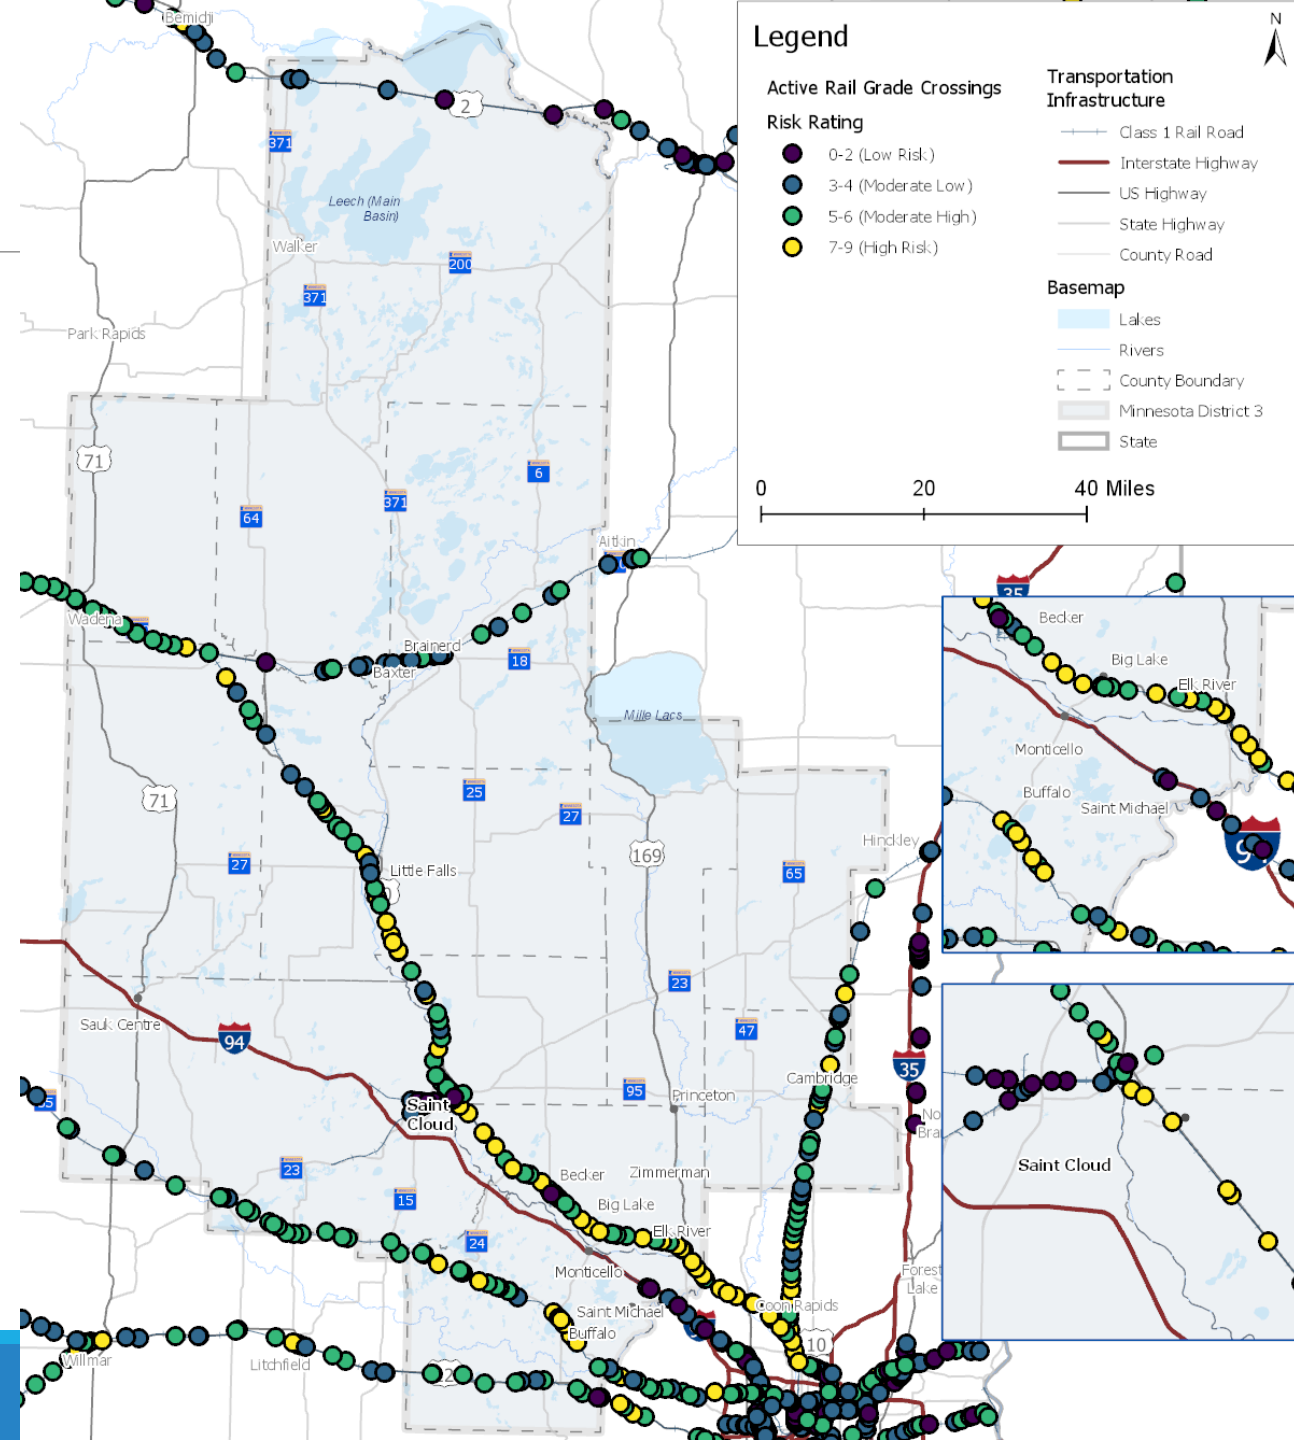 Legend
N
Active Rail Grade Crossings
Risk Rating
0-2 (Low Risk)
3-4 (Moderate Low)
5-6 (Moderate High)
7-9 (High Risk)
Transportation
Infrastructure
Class 1 Rail Road
Interstate Highway
US Highway
State Highway
County Road
Basemap
Lakes
Rivers
County Boundary
Minnesota District 3
State
0 20 40 Miles
Bemidji
2
371
Leech (Main
Basin)
Walker
200
371
Park Rapids
71
6
371
64
Aitkin
35
Wadena
Brainerd
18
Baxter
Mille Lacs
71
25
27
169
Hinckley
27
Little Falls
65
23
Sauk Centre
94
47
35
Cambridge
95
Princeton
Saint
Cloud
23
Becker
Zimmerman
15
Big Lake
24
Elk River
Monticello
Forest
Lake
Saint Michael
Coon Rapids
Buffalo
10
Willmar
Litchfield
Becker
Big Lake
Elk River
Monticello
Buffalo
Saint Michael
Saint Cloud